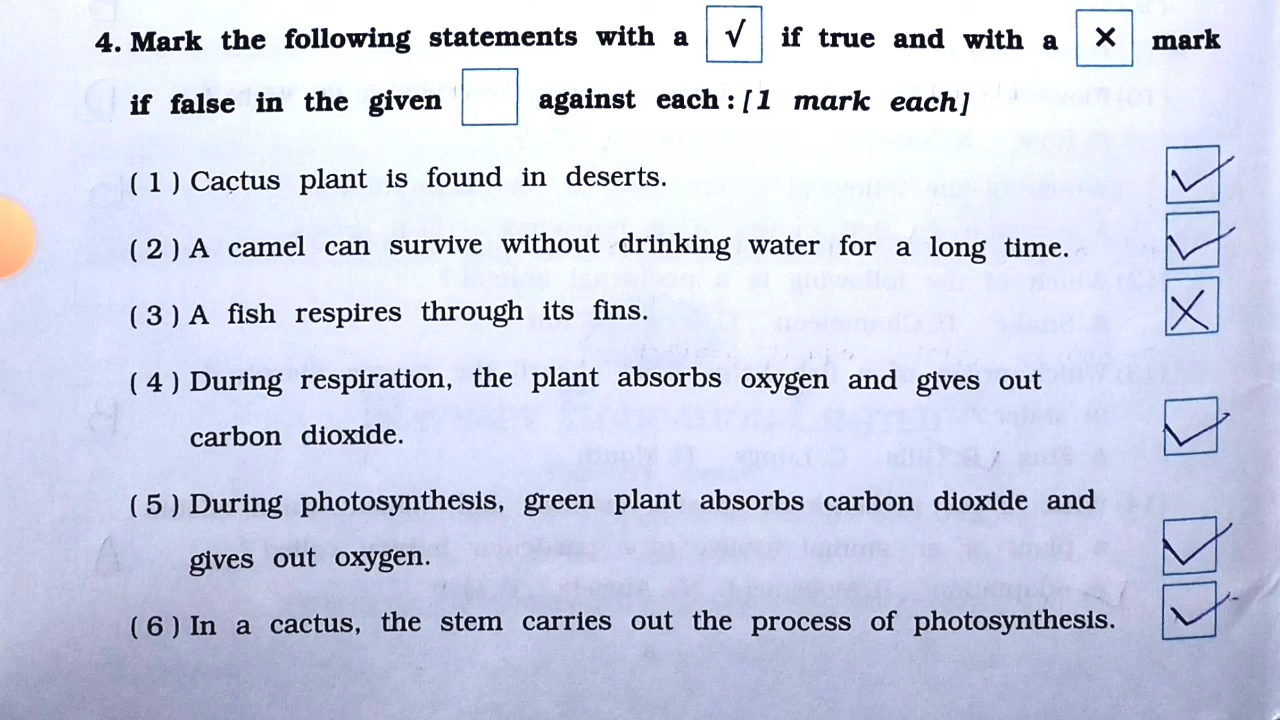 4. Mark the following statements with a √ if true and with a × mark
if false in the given against each : [1 mark each]
( 1 ) Cactus plant is found in deserts. ✓
( 2 ) A camel can survive without drinking water for a long time. ✓
( 3 ) A fish respires through its fins. ×
( 4 ) During respiration, the plant absorbs oxygen and gives out
carbon dioxide. ✓
( 5 ) During photosynthesis, green plant absorbs carbon dioxide and
gives out oxygen. ✓
( 6 ) In a cactus, the stem carries out the process of photosynthesis. ✓